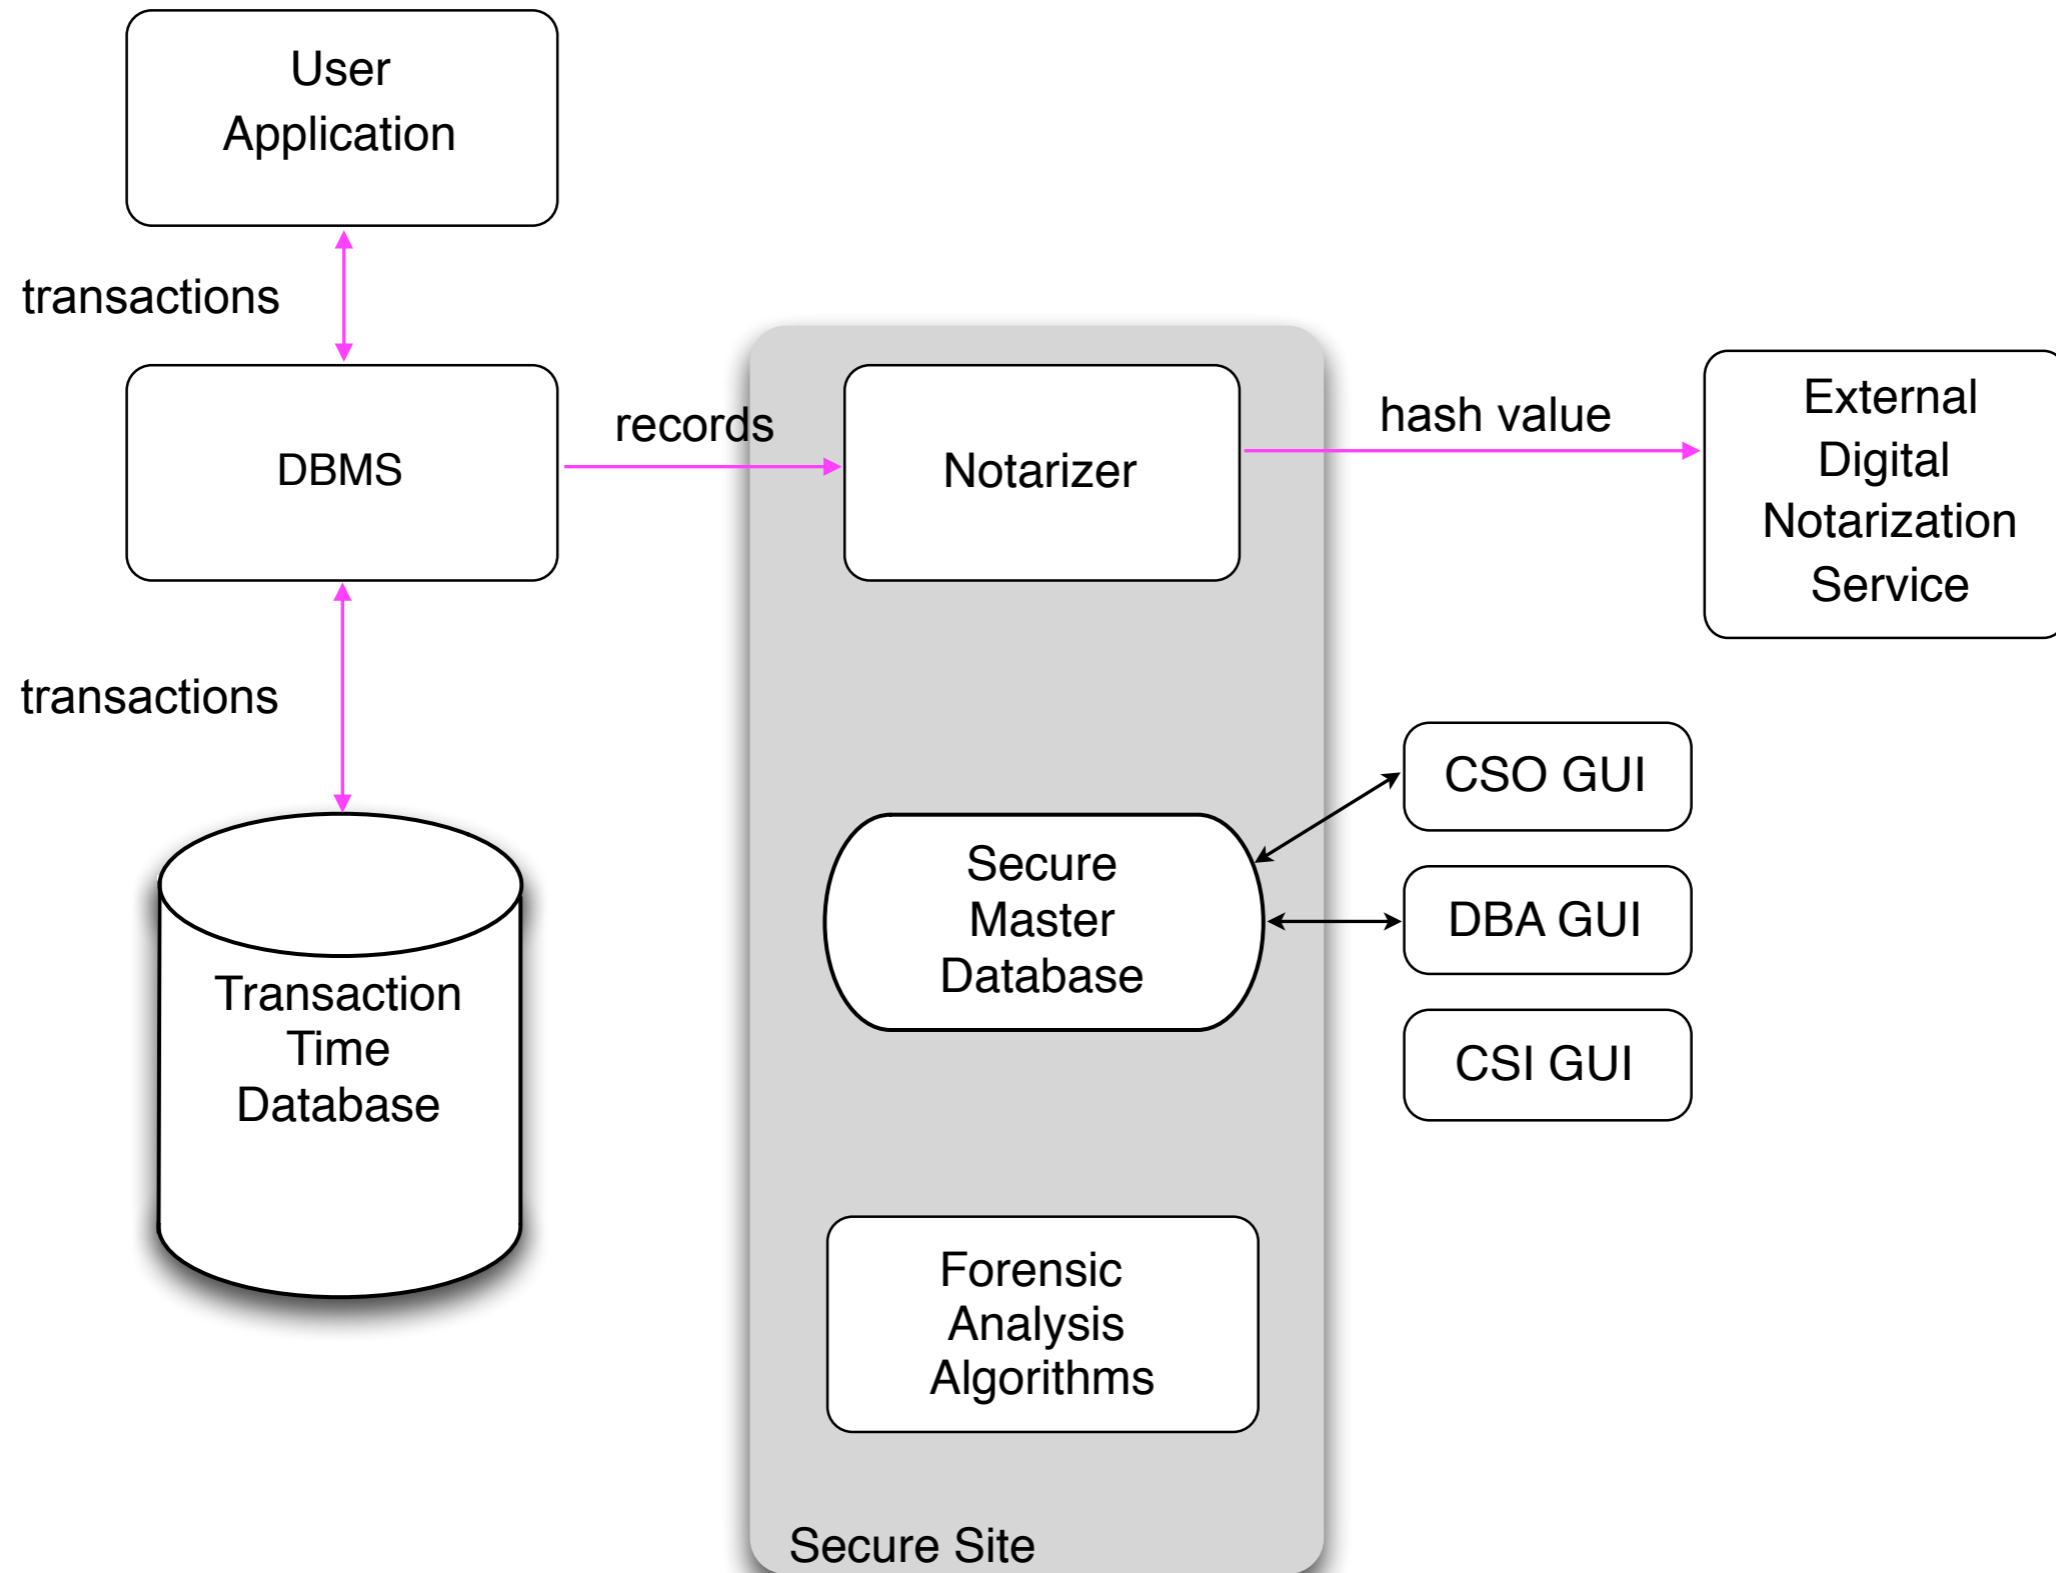 User
Application
transactions
DBMS
records
Notarizer
hash value
External
Digital
Notarization
Service
transactions
Transaction
Time
Database
Secure
Master
Database
CSO GUI
DBA GUI
CSI GUI
Forensic
Analysis
Algorithms
Secure Site